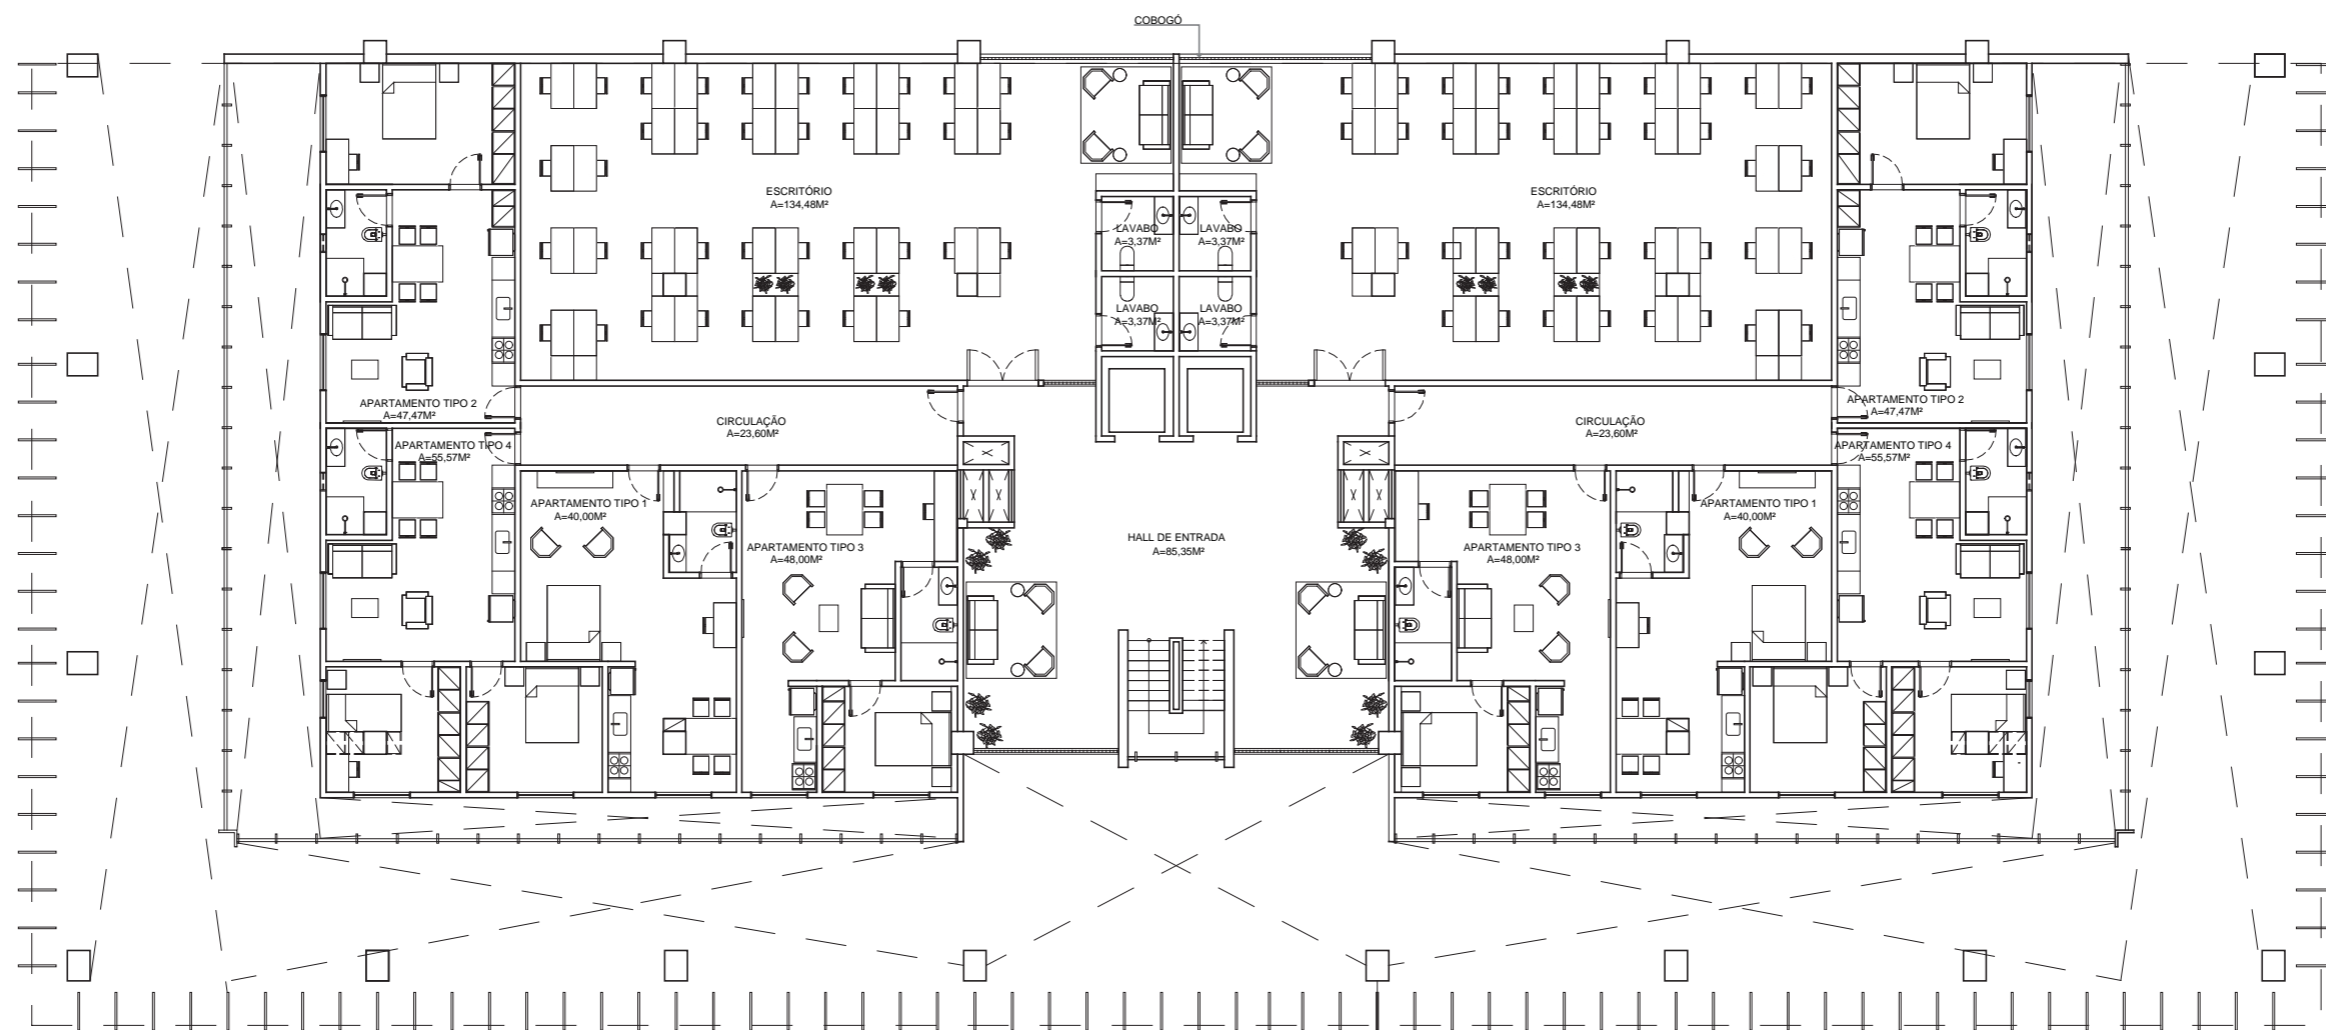 COBOGÓ
ESCRITÓRIO
A=134,48M²
ESCRITÓRIO
A=134,48M²
LAVABO
A=3,37M²
LAVABO
A=3,37M²
LAVABO
A=3,37M²
LAVABO
A=3,37M²
APARTAMENTO TIPO 2
A=47,47M²
APARTAMENTO TIPO 2
A=47,47M²
CIRCULAÇÃO
A=23,60M²
CIRCULAÇÃO
A=23,60M²
APARTAMENTO TIPO 4
A=55,57M²
APARTAMENTO TIPO 4
A=55,57M²
APARTAMENTO TIPO 1
A=40,00M²
APARTAMENTO TIPO 1
A=40,00M²
APARTAMENTO TIPO 3
A=48,00M²
HALL DE ENTRADA
A=85,35M²
APARTAMENTO TIPO 3
A=48,00M²